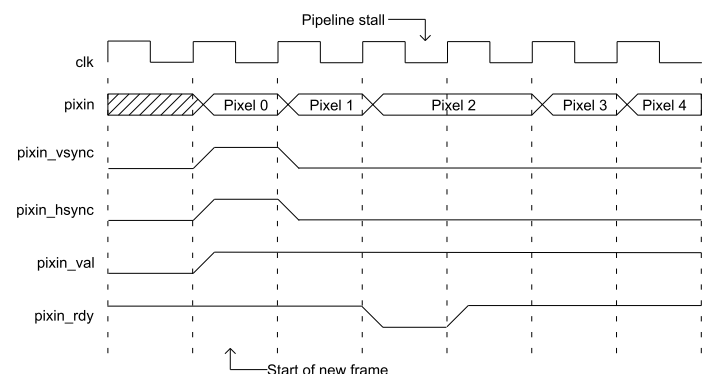 Pipeline stall
clk
pixin
Pixel 0
Pixel 1
Pixel 2
Pixel 3
Pixel 4
pixin_vsync
pixin_hsync
pixin_val
pixin_rdy
Start of new frame